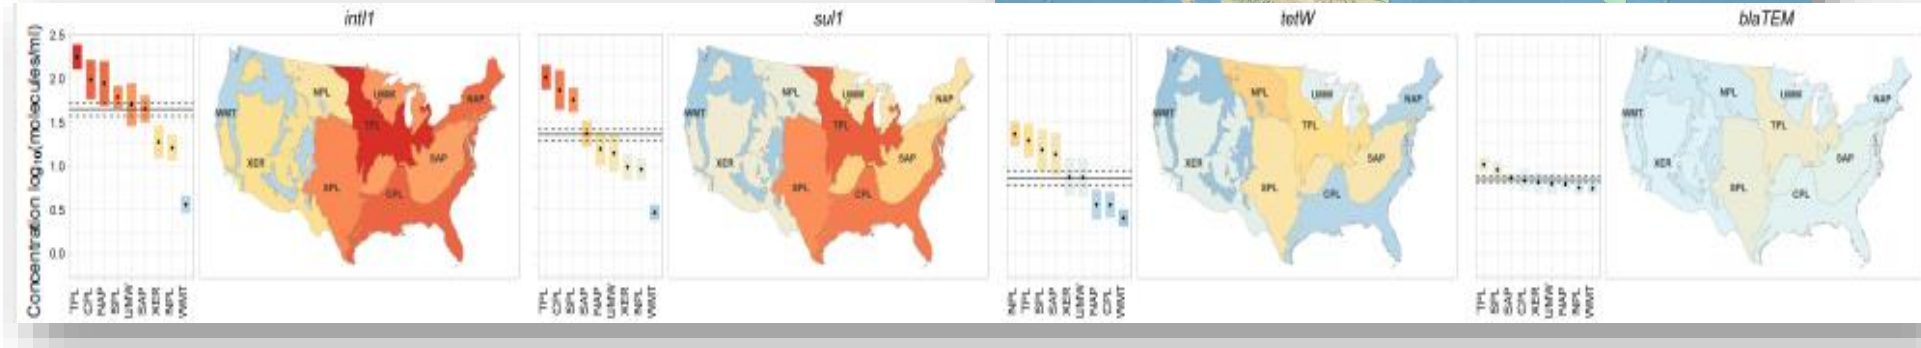 intI1
sul1
tetW
blaTEM
Concentration log₁₀(molecules/ml)
2.5
2.0
1.5
1.0
0.5
0.0
TPL
CPL
NAP
SPL
UMW
SAP
XER
NPL
WMT
WMT
NPL
UMW
NAP
TPL
XER
SAP
SPL
CPL
TPL
CPL
SPL
SAP
NAP
UMW
XER
NPL
WMT
WMT
NPL
UMW
NAP
TPL
XER
SAP
SPL
CPL
NPL
TPL
SPL
SAP
XER
UMW
NAP
CPL
WMT
WMT
NPL
UMW
NAP
TPL
XER
SAP
SPL
CPL
TPL
SPL
SAP
CPL
XER
UMW
NAP
NPL
WMT
WMT
NPL
UMW
NAP
TPL
XER
SAP
SPL
CPL